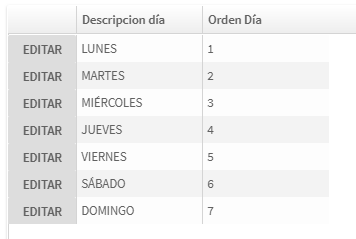 Descripcion día Orden Día
EDITAR LUNES 1
EDITAR MARTES 2
EDITAR MIÉRCOLES 3
EDITAR JUEVES 4
EDITAR VIERNES 5
EDITAR SÁBADO 6
EDITAR DOMINGO 7